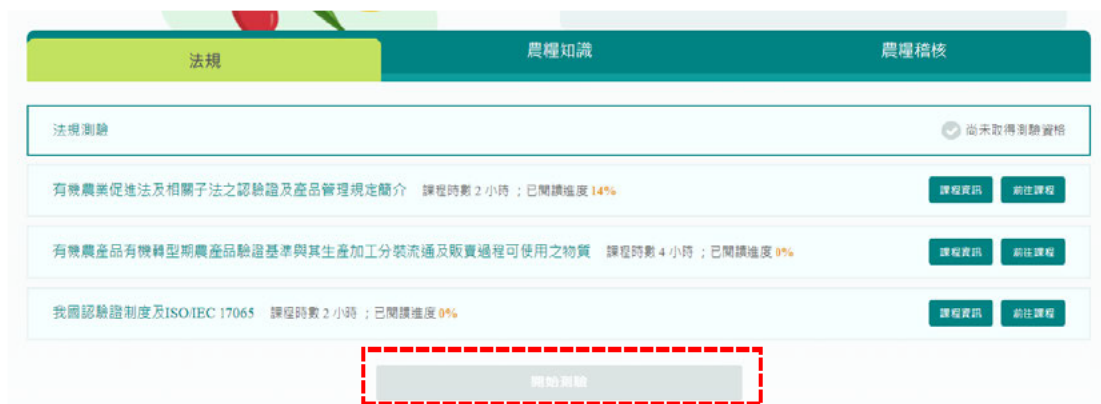 法規
農糧知識
農糧稽核
法規測驗
尚未取得測驗資格
有機農業促進法及相關子法之認驗證及產品管理規定簡介 課程時數 2 小時 ；已閱讀進度 14% 課程資訊 前往課程
有機農產品有機轉型期農產品驗證基準與其生產加工分裝流通及販賣過程可使用之物質 課程時數 4 小時 ；已閱讀進度 0% 課程資訊 前往課程
我國認驗證制度及ISO/IEC 17065 課程時數 2 小時 ；已閱讀進度 0% 課程資訊 前往課程
開始測驗